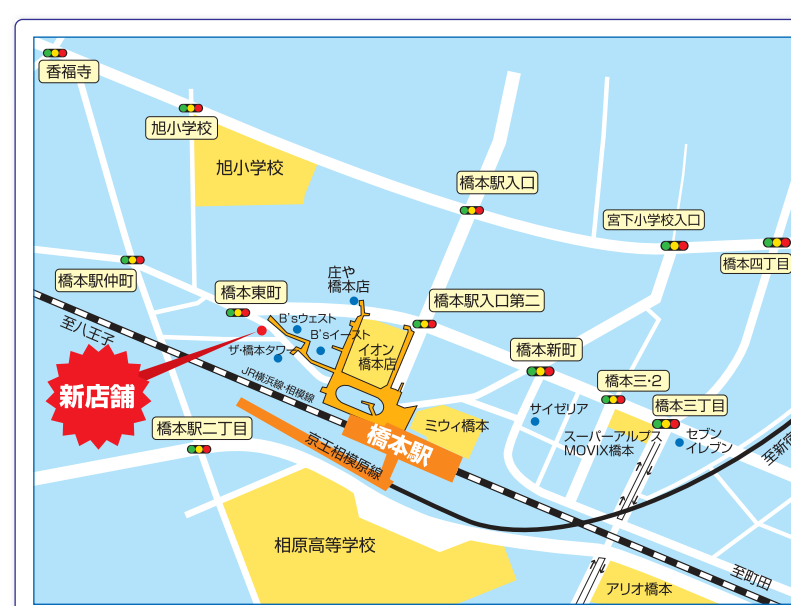 香福寺
旭小学校
旭小学校
橋本駅入口
宮下小学校入口
橋本四丁目
橋本駅仲町
橋本東町
庄や
橋本店
橋本駅入口第二
至八王子
B'sウェスト
B'sイースト
ザ・橋本タワー
イオン
橋本店
橋本新町
JR横浜線・相模線
新店舗
橋本三・2
橋本三丁目
サイゼリア
ミウィ橋本
橋本駅二丁目
橋本駅
京王相模原線
スーパーアルプス
MOVIX橋本
セブン
イレブン
至新宿
相原高等学校
至町田
アリオ橋本